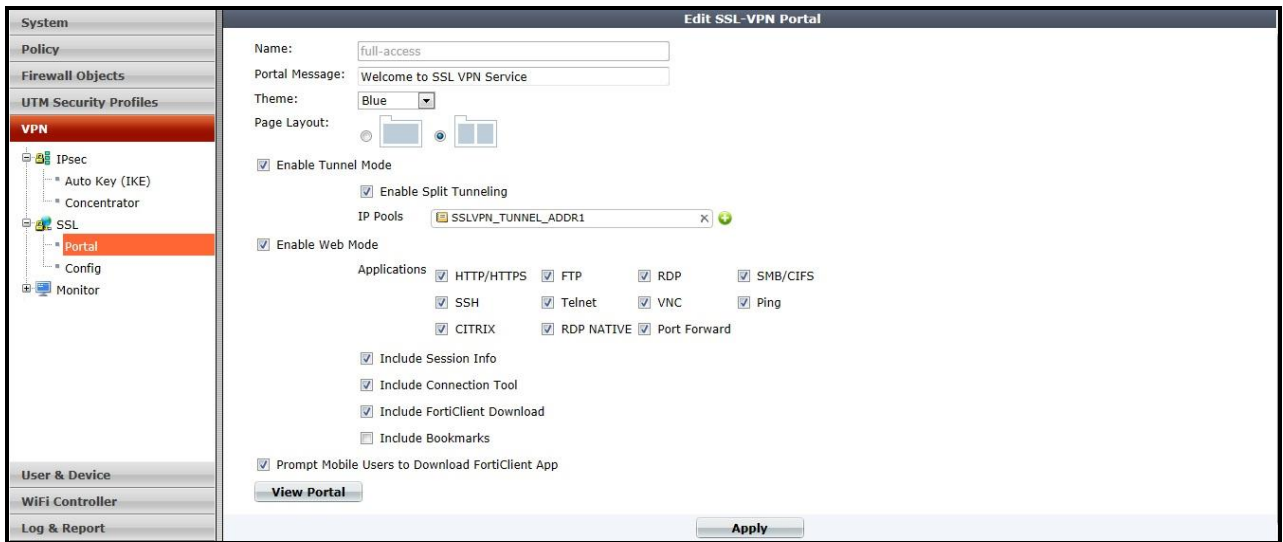 System
Policy
Firewall Objects
UTM Security Profiles
VPN
IPsec
Auto Key (IKE)
Concentrator
SSL
Portal
Config
Monitor
User & Device
WiFi Controller
Log & Report
Edit SSL-VPN Portal
Name: full-access
Portal Message: Welcome to SSL VPN Service
Theme: Blue
Page Layout:
Enable Tunnel Mode
Enable Split Tunneling
IP Pools SSLVPN_TUNNEL_ADDR1
Enable Web Mode
Applications HTTP/HTTPS FTP RDP SMB/CIFS
SSH Telnet VNC Ping
CITRIX RDP NATIVE Port Forward
Include Session Info
Include Connection Tool
Include FortiClient Download
Include Bookmarks
Prompt Mobile Users to Download FortiClient App
View Portal
Apply